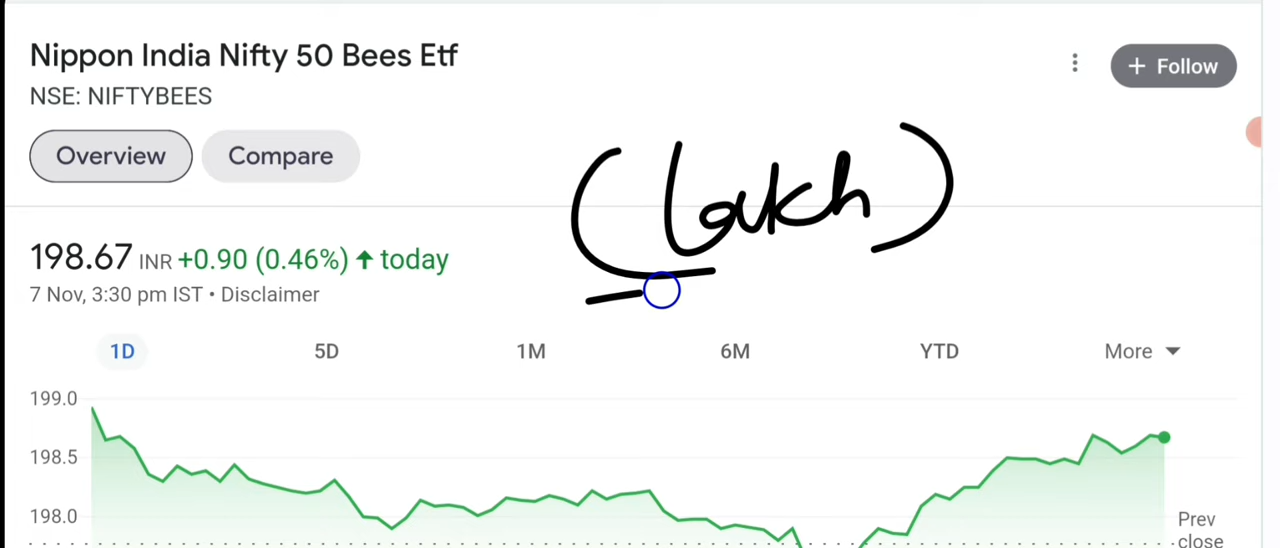 Nippon India Nifty 50 Bees Etf
+ Follow
NSE: NIFTYBEES
Overview Compare
(lakh)
198.67 INR +0.90 (0.46%) ↑ today
7 Nov, 3:30 pm IST • Disclaimer
1D 5D 1M 6M YTD More
199.0
198.5
198.0
Prev
close